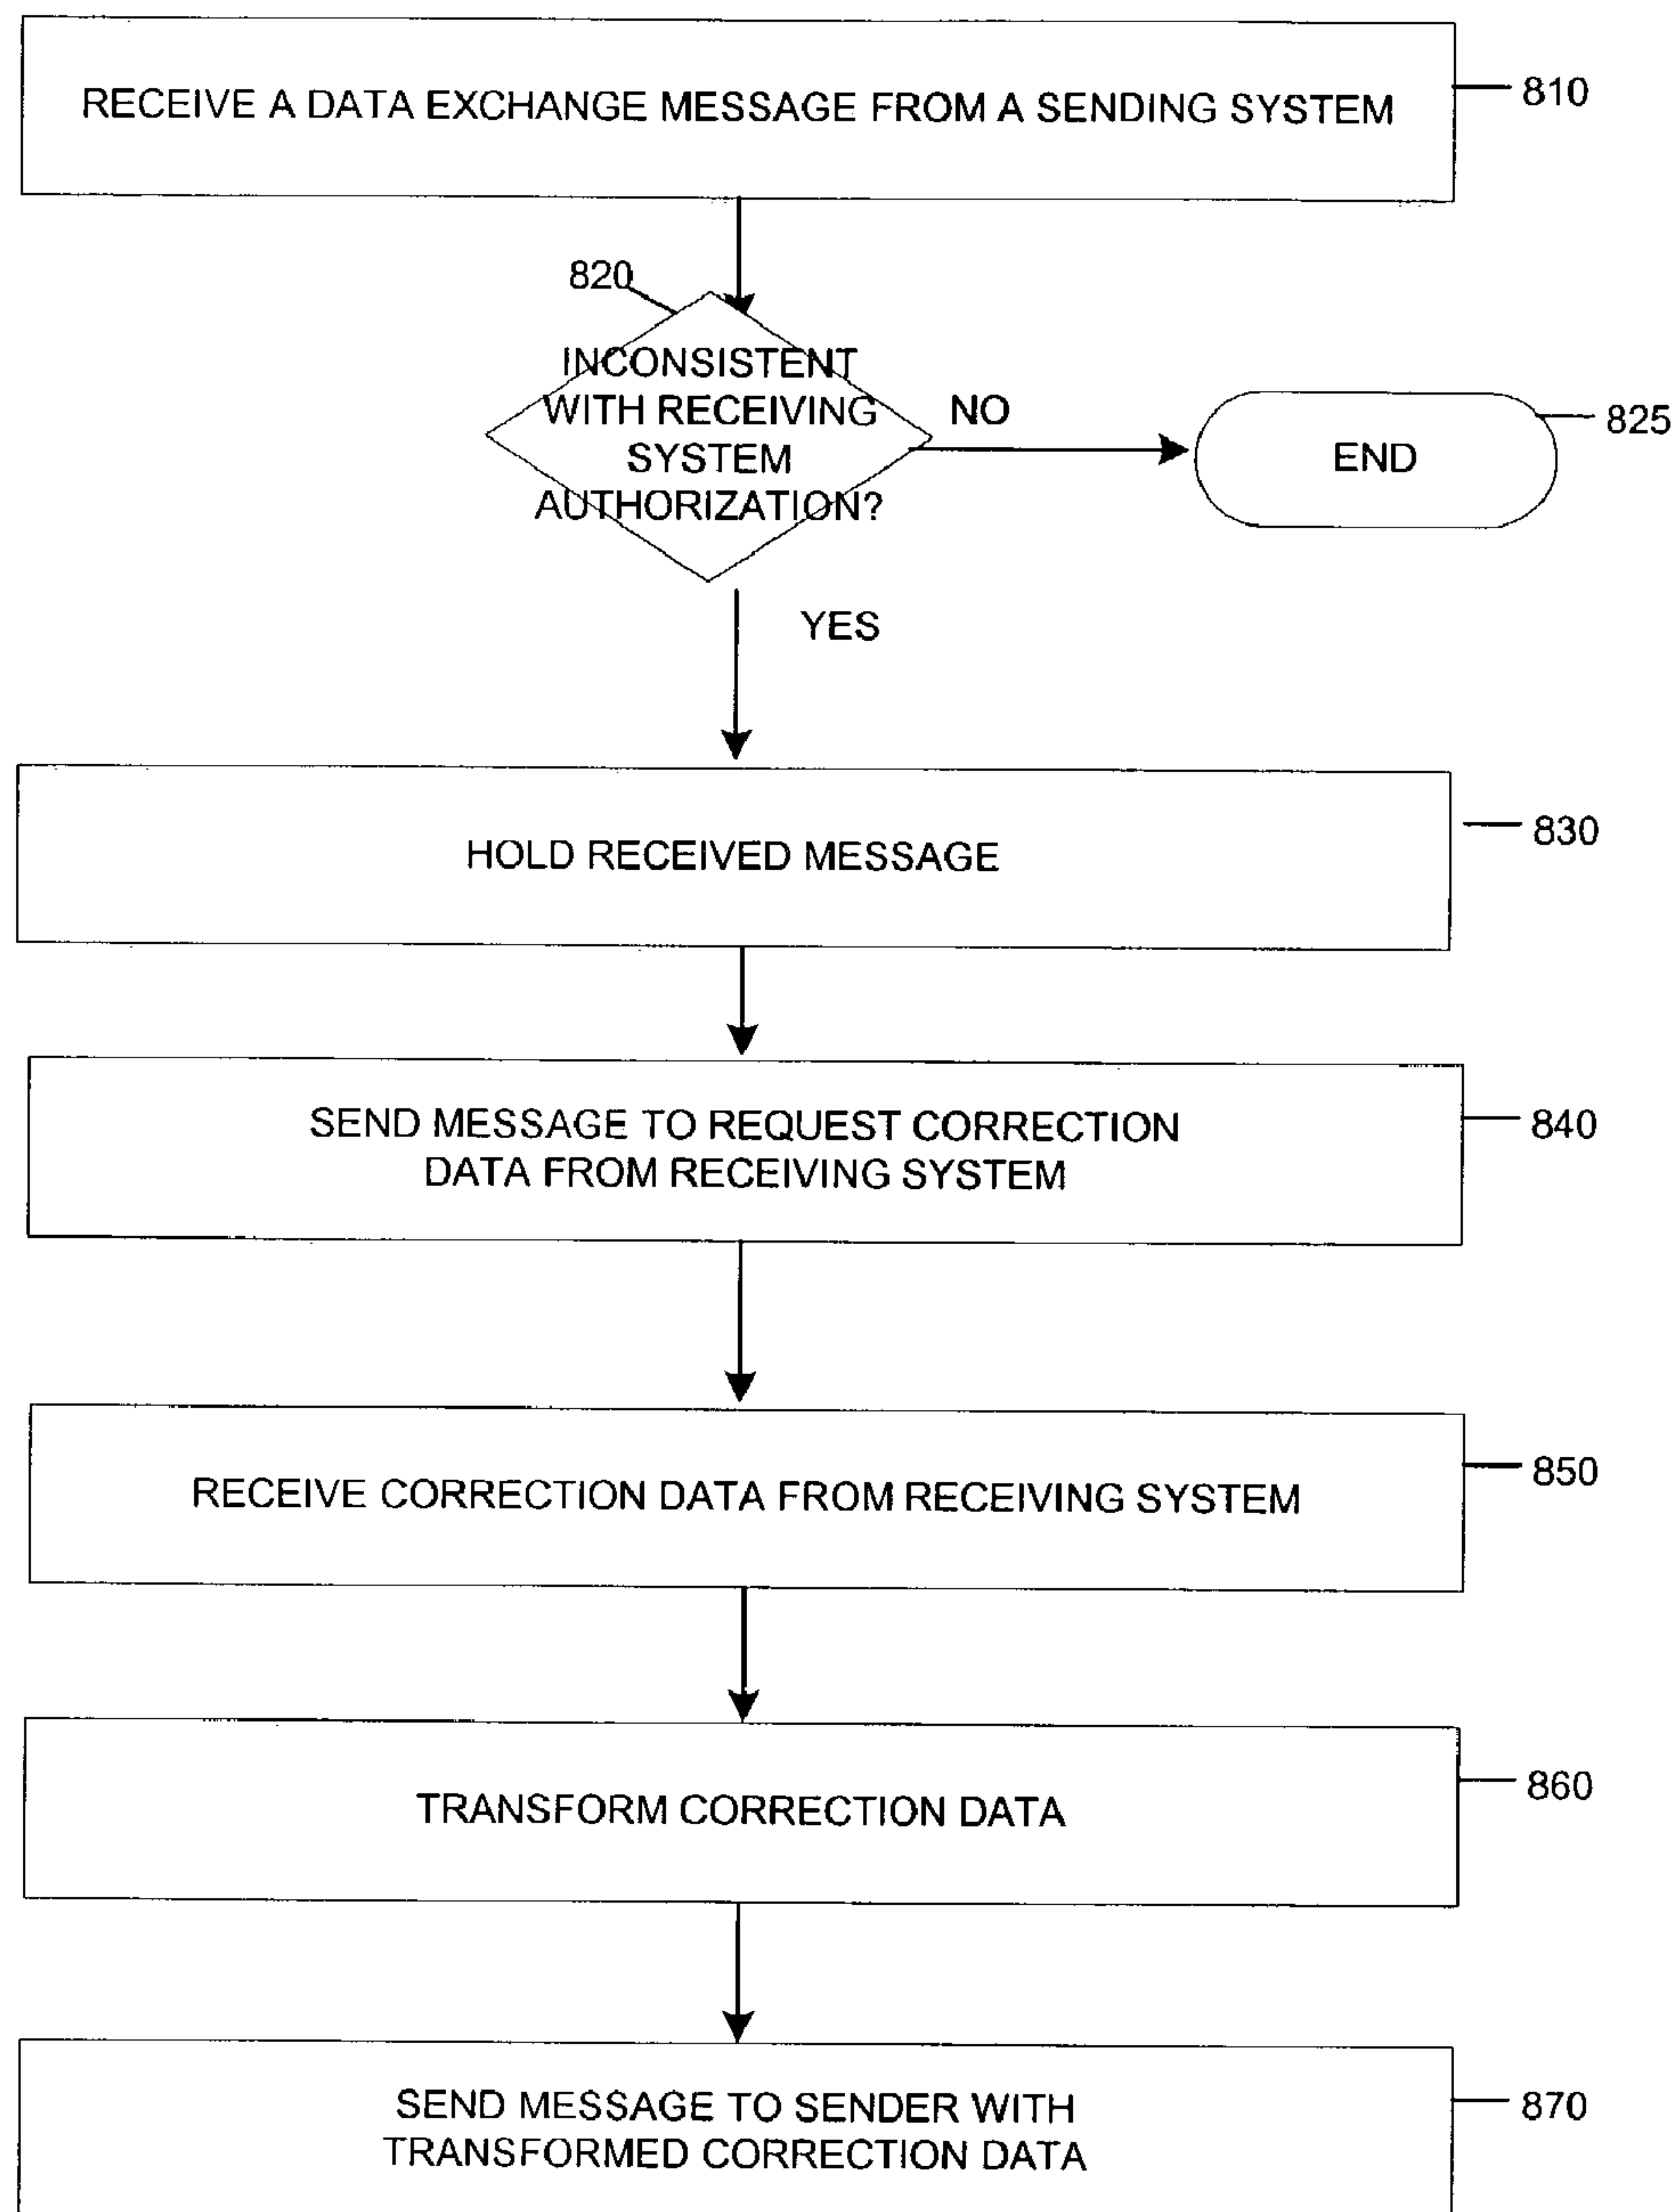 RECEIVE A DATA EXCHANGE MESSAGE FROM A SENDING SYSTEM
810
820
INCONSISTENT
WITH RECEIVING
SYSTEM
AUTHORIZATION?
NO
END
825
YES
HOLD RECEIVED MESSAGE
830
SEND MESSAGE TO REQUEST CORRECTION
DATA FROM RECEIVING SYSTEM
840
RECEIVE CORRECTION DATA FROM RECEIVING SYSTEM
850
TRANSFORM CORRECTION DATA
860
SEND MESSAGE TO SENDER WITH
TRANSFORMED CORRECTION DATA
870